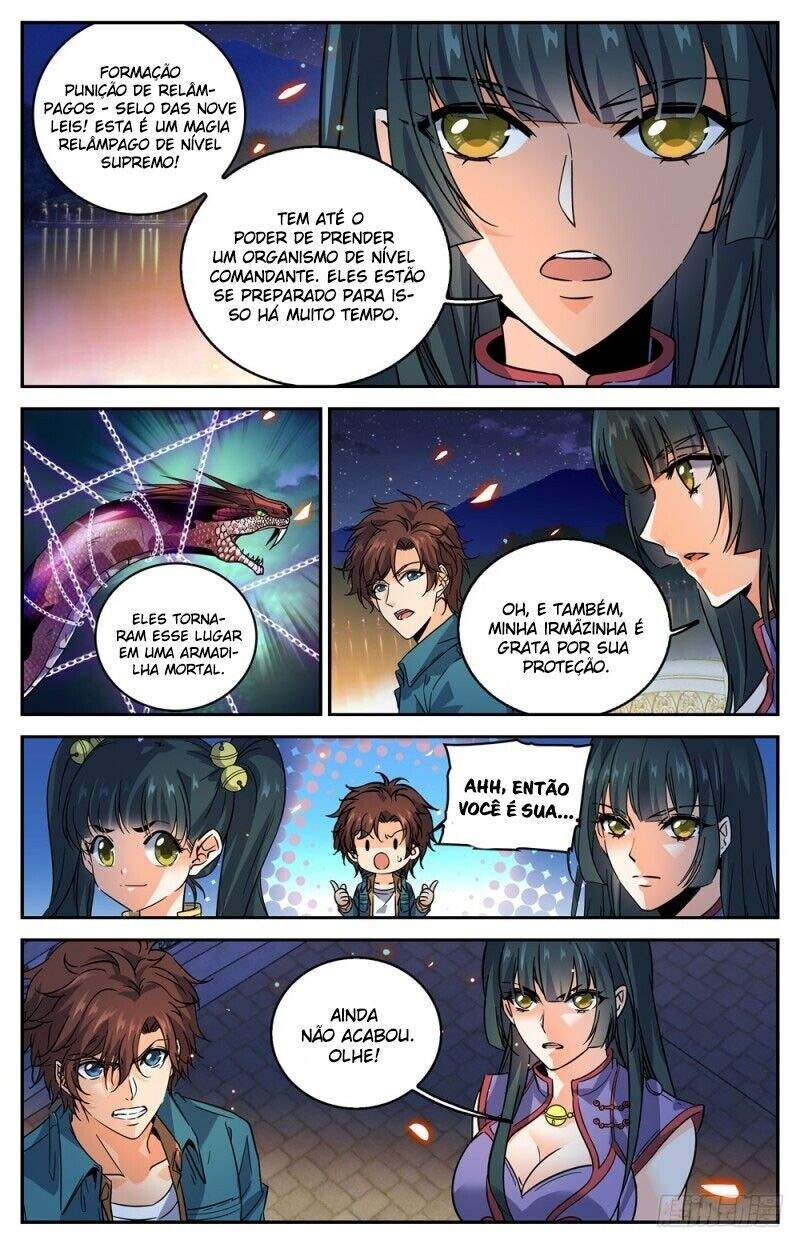 FORMAÇÃO
PUNIÇÃO DE RELÂM-
PAGOS - SELO DAS NOVE
LEIS! ESTA É UM MAGIA
RELÂMPAGO DE NÍVEL
SUPREMO!
TEM ATÉ O
PODER DE PRENDER
UM ORGANISMO DE NÍVEL
COMANDANTE. ELES ESTÃO
SE PREPARADO PARA IS-
SO HÁ MUITO TEMPO.
ELES TORNA-
RAM ESSE LUGAR
EM UMA ARMADI-
LHA MORTAL.
OH, E TAMBÉM,
MINHA IRMÃZINHA É
GRATA POR SUA
PROTEÇÃO.
AHH, ENTÃO
VOCÊ É SUA....
AINDA
NÃO ACABOU.
OLHE!